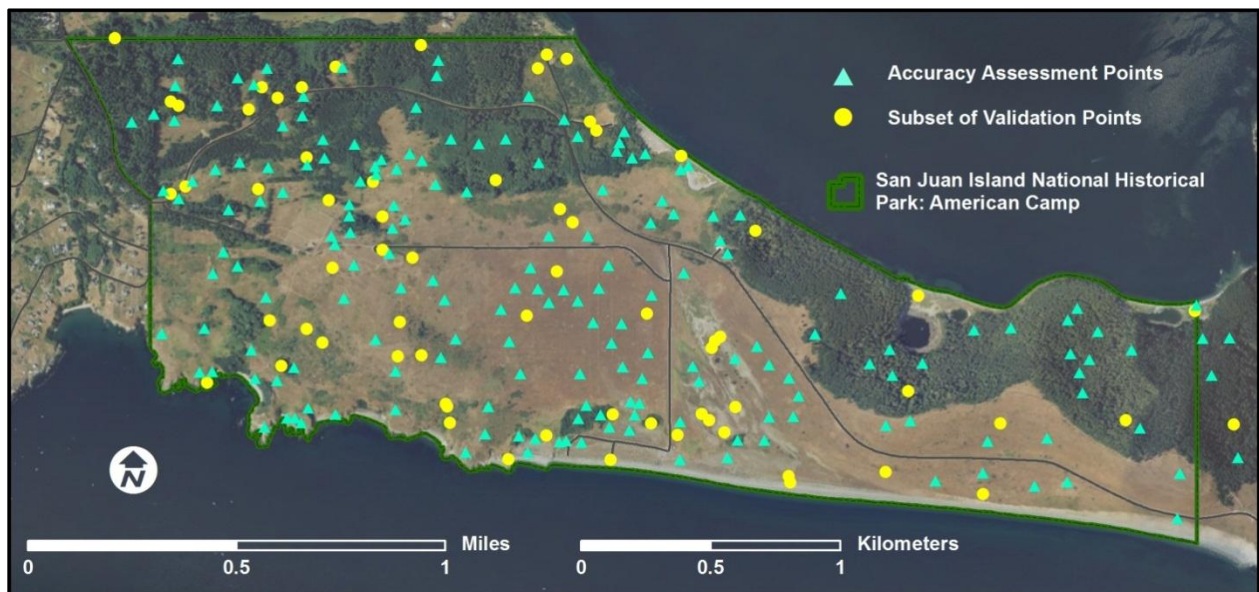 Accuracy Assessment Points
Subset of Validation Points
San Juan Island National Historical
Park: American Camp
N
Miles
0 0.5 1
Kilometers
0 0.5 1